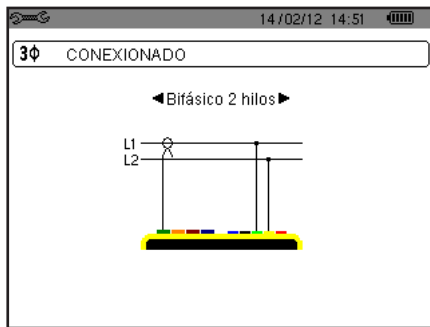 14/02/12 14:51
3Φ CONEXIONADO
◄Bifásico 2 hilos►
L1
L2